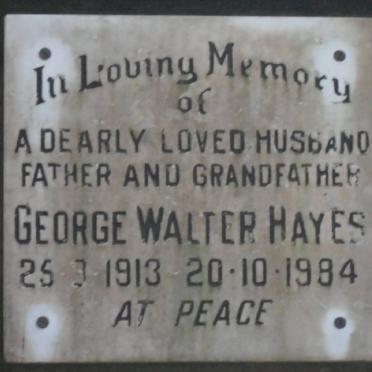 In Loving Memory
of
A DEARLY LOVED HUSBAND
FATHER AND GRANDFATHER
GEORGE WALTER HAYES
25·3·1913 20·10·1984
AT PEACE